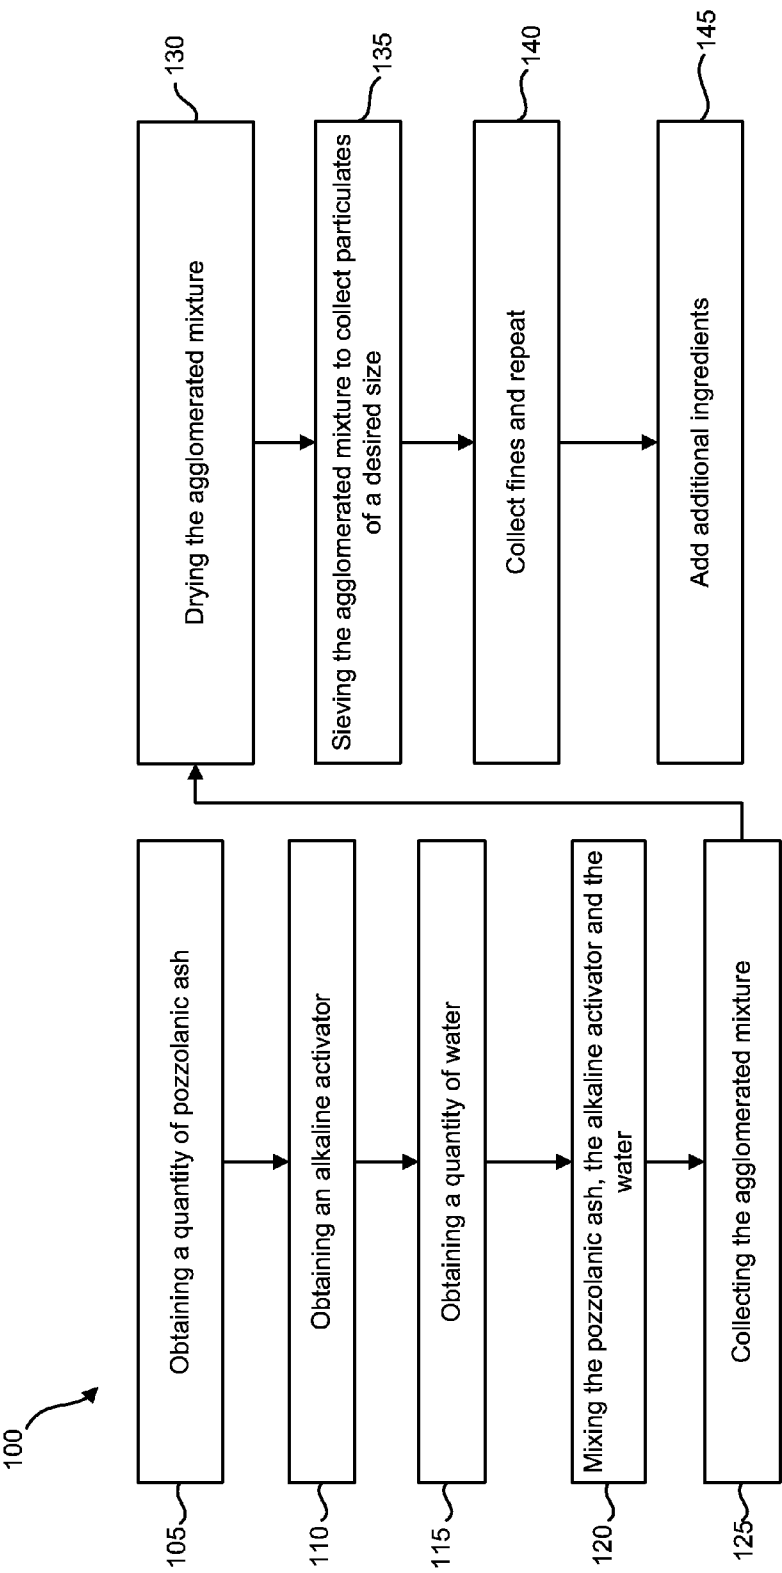 100
105
Obtaining a quantity of pozzolanic ash
110
Obtaining an alkaline activator
115
Obtaining a quantity of water
120
Mixing the pozzolanic ash, the alkaline activator and the
water
125
Collecting the agglomerated mixture
130
Drying the agglomerated mixture
135
Sieving the agglomerated mixture to collect particulates
of a desired size
140
Collect fines and repeat
145
Add additional ingredients